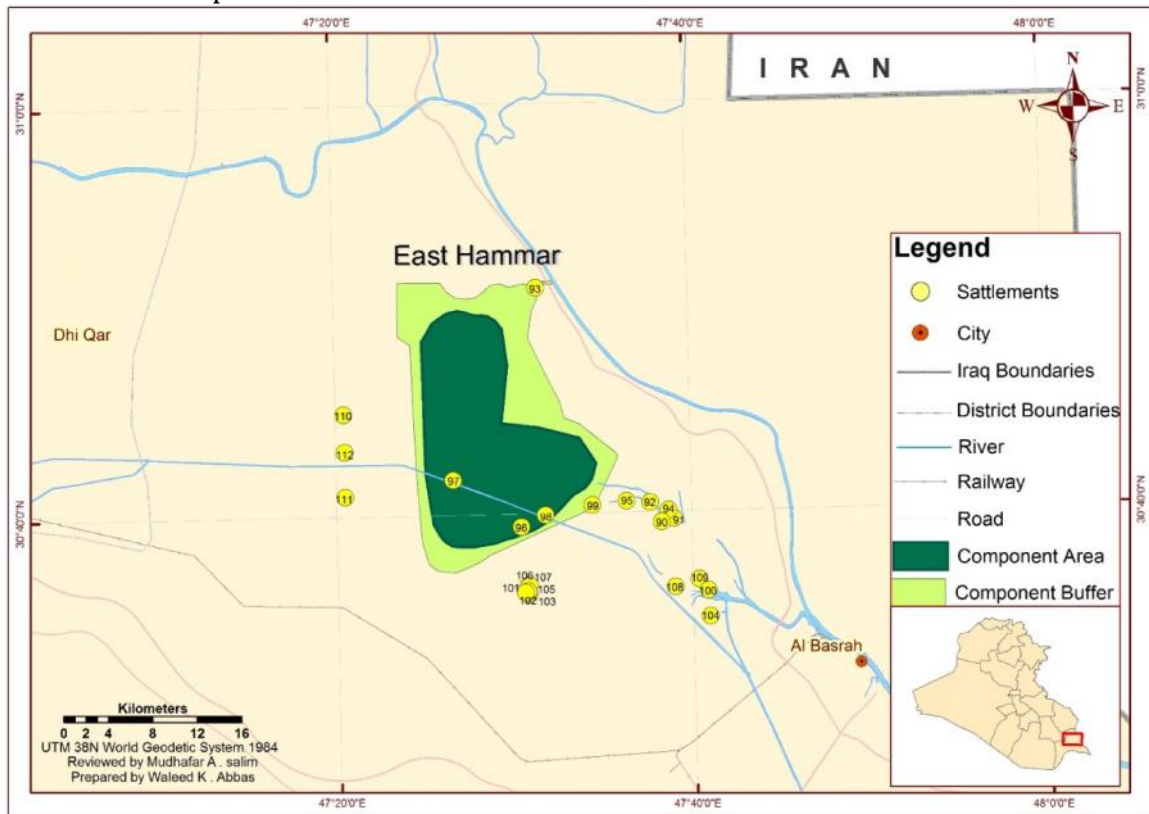 47°20'0"E
47°40'0"E
48°0'0"E
I R A N
N
W
E
S
31°0'0"N
31°0'0"N
East Hammar
93
Dhi Qar
110
112
97
111
99
95
92
94
98
96
90
91
30°40'0"N
30°40'0"N
106
107
101
105
102
103
109
108
100
104
Al Basrah
Legend
Sattlements
City
Iraq Boundaries
District Boundaries
River
Railway
Road
Component Area
Component Buffer
Kilometers
0 2 4 8 12 16
UTM 38N World Geodetic System 1984
Reviewed by Mudhafar A . salim
Prepared by Waleed K . Abbas
47°20'0"E
47°40'0"E
48°0'0"E